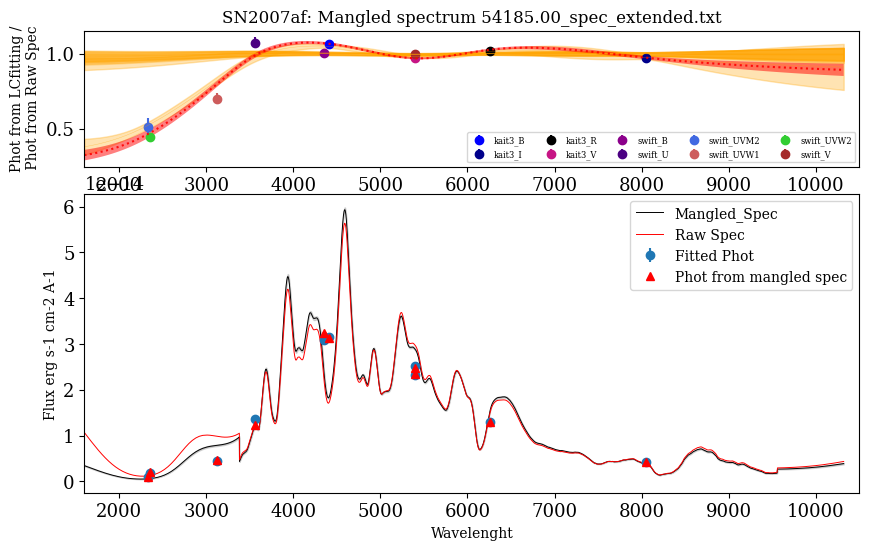 SN2007af: Mangled spectrum 54185.00_spec_extended.txt
Phot from LCfitting /
Phot from Raw Spec
1.0
0.5
kait3_B kait3_R swift_B swift_UVM2 swift_UVW2
kait3_I kait3_V swift_U swift_UVW1 swift_V
2000 3000 4000 5000 6000 7000 8000 9000 10000
1e−14
Flux erg s-1 cm-2 A-1
6
5
4
3
2
1
0
Mangled_Spec
Raw Spec
Fitted Phot
Phot from mangled spec
2000 3000 4000 5000 6000 7000 8000 9000 10000
Wavelenght